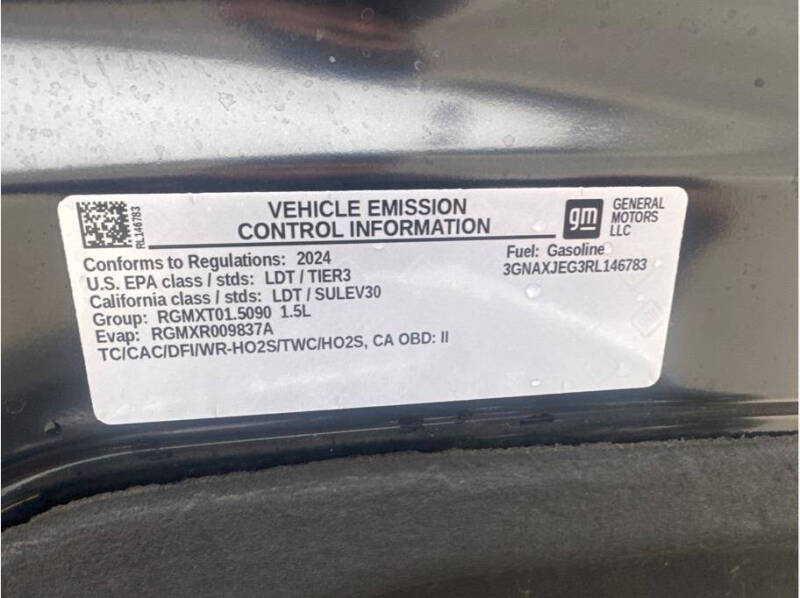 VEHICLE EMISSION
CONTROL INFORMATION
gm
GENERAL
MOTORS
LLC
RL146783
Conforms to Regulations: 2024
U.S. EPA class / stds: LDT / TIER3
California class / stds: LDT / SULEV30
Group: RGMXT01.5090 1.5L
Evap: RGMXR009837A
TC/CAC/DFI/WR-HO2S/TWC/HO2S, CA OBD: II
Fuel: Gasoline
3GNAXJEG3RL146783